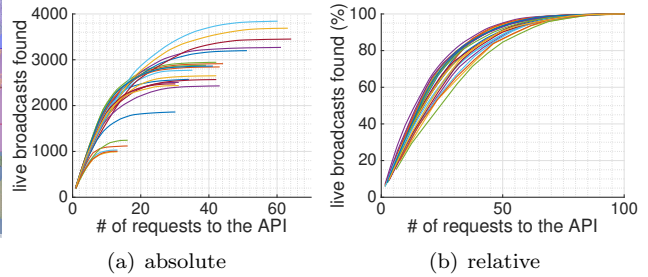 live broadcasts found
4000
3000
2000
1000
0
0 20 40 60
# of requests to the API
(a) absolute
live broadcasts found (%)
100
80
60
40
20
0
0 50 100
# of requests to the API
(b) relative